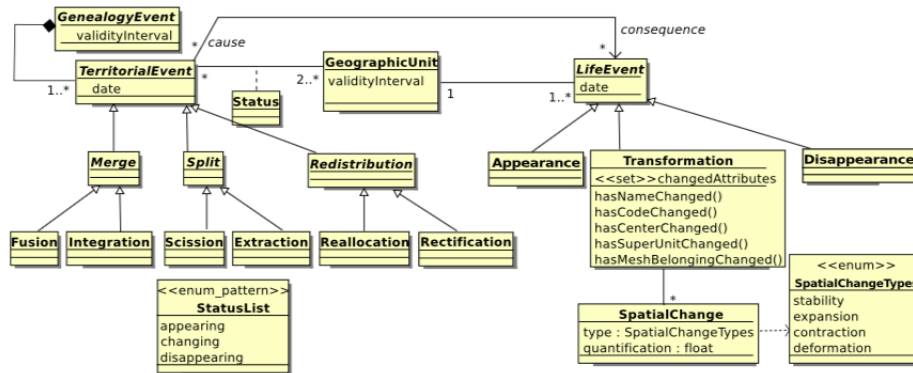 GenealogyEvent
validityInterval
* cause
consequence
*
TerritorialEvent
date
1..*
*
2..*
GeographicUnit
validityInterval
1
1..*
LifeEvent
date
Status
Merge
Split
Redistribution
Appearance
Transformation
<<set>>changedAttributes
hasNameChanged()
hasCodeChanged()
hasCenterChanged()
hasSuperUnitChanged()
hasMeshBelongingChanged()
Disappearance
Fusion
Integration
Scission
Extraction
Reallocation
Rectification
<<enum_pattern>>
StatusList
appearing
changing
disappearing
*
SpatialChange
type : SpatialChangeTypes
quantification : float
<<enum>>
SpatialChangeTypes
stability
expansion
contraction
deformation